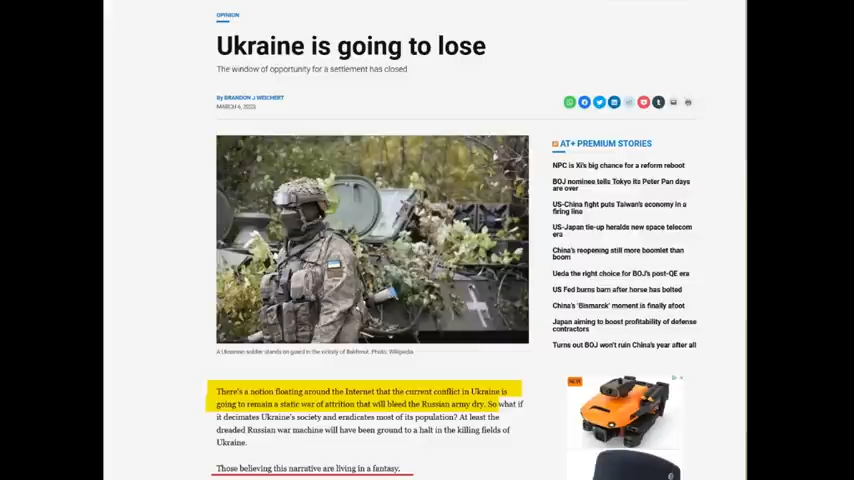 OPINION
Ukraine is going to lose
The window of opportunity for a settlement has closed
By BRANDON J WEICHERT
MARCH 6, 2023
A Ukrainian soldier stands on guard in the vicinity of Bakhmut. Photo: Wikipedia
There's a notion floating around the Internet that the current conflict in Ukraine is
going to remain a static war of attrition that will bleed the Russian army dry. So what if
it decimates Ukraine's society and eradicates most of its population? At least the
dreaded Russian war machine will have been ground to a halt in the killing fields of
Ukraine.
Those believing this narrative are living in a fantasy.
AT+ PREMIUM STORIES
NPC is Xi's big chance for a reform reboot
BOJ nominee tells Tokyo its Peter Pan days
are over
US-China fight puts Taiwan's economy in a
firing line
US-Japan tie-up heralds new space telecom
era
China's reopening still more boomlet than
boom
Ueda the right choice for BOJ's post-QE era
US Fed burns barn after horse has bolted
China's 'Bismarck' moment is finally afoot
Japan aiming to boost profitability of defense
contractors
Turns out BOJ won't ruin China's year after all
NEW